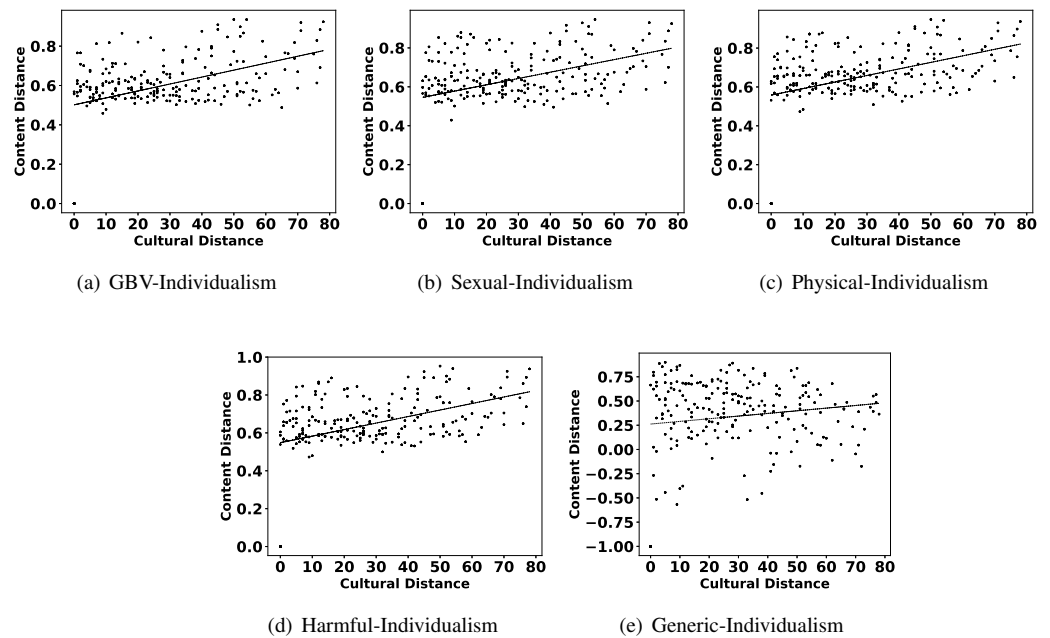 0.8
0.6
0.4
0.2
0.0
Content Distance
0 10 20 30 40 50 60 70 80
Cultural Distance
(a) GBV-Individualism
0.8
0.6
0.4
0.2
0.0
Content Distance
0 10 20 30 40 50 60 70 80
Cultural Distance
(b) Sexual-Individualism
0.8
0.6
0.4
0.2
0.0
Content Distance
0 10 20 30 40 50 60 70 80
Cultural Distance
(c) Physical-Individualism
1.0
0.8
0.6
0.4
0.2
0.0
Content Distance
0 10 20 30 40 50 60 70 80
Cultural Distance
(d) Harmful-Individualism
0.75
0.50
0.25
0.00
−0.25
−0.50
−0.75
−1.00
Content Distance
0 10 20 30 40 50 60 70 80
Cultural Distance
(e) Generic-Individualism